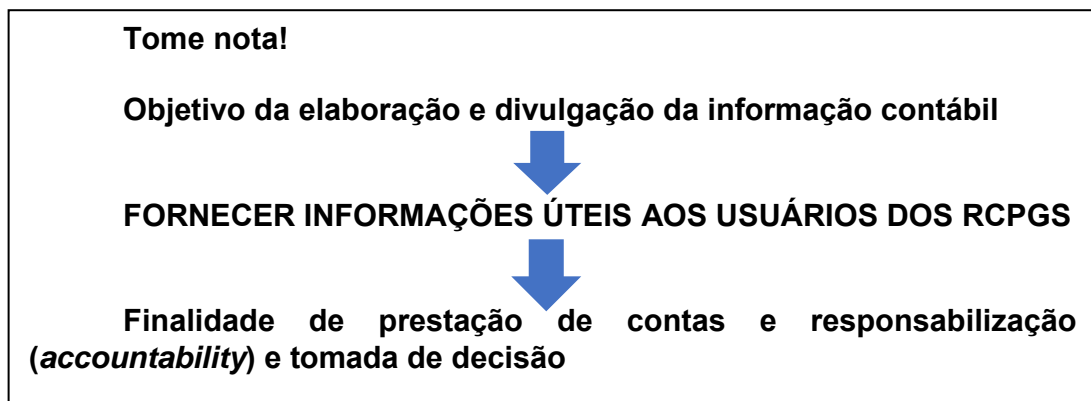 Tome nota!
Objetivo da elaboração e divulgação da informação contábil
FORNECER INFORMAÇÕES ÚTEIS AOS USUÁRIOS DOS RCPGS
Finalidade de prestação de contas e responsabilização
(accountability) e tomada de decisão